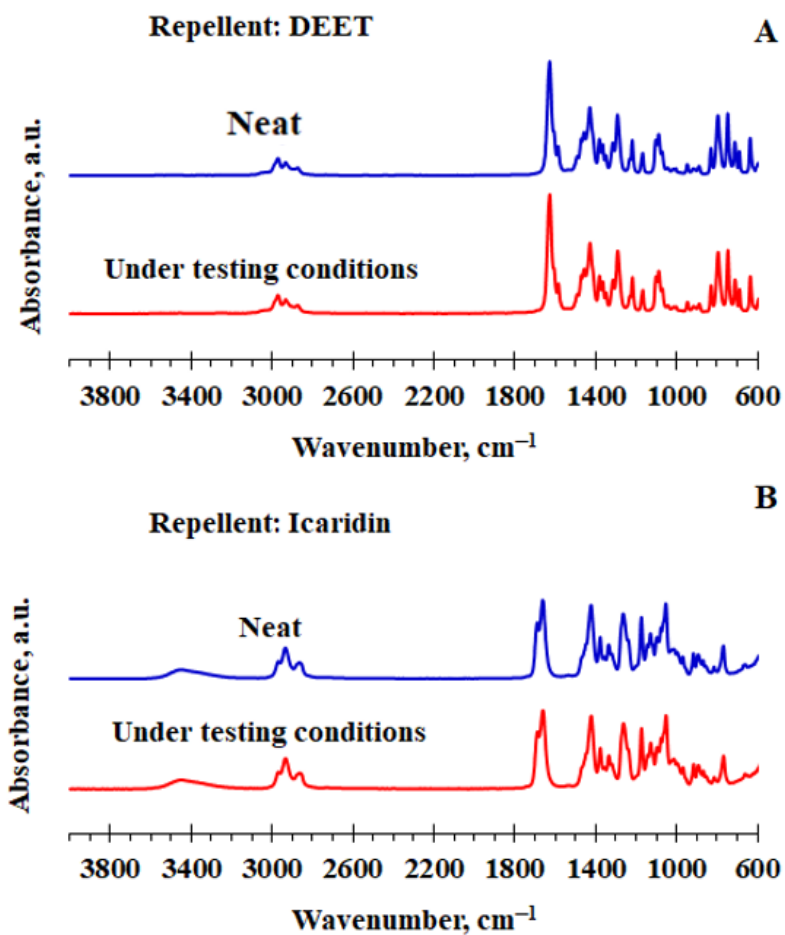 Repellent: DEET
A
Neat
Under testing conditions
Absorbance, a.u.
3800 3400 3000 2600 2200 1800 1400 1000 600
Wavenumber, cm⁻¹
B
Repellent: Icaridin
Neat
Under testing conditions
Absorbance, a.u.
3800 3400 3000 2600 2200 1800 1400 1000 600
Wavenumber, cm⁻¹